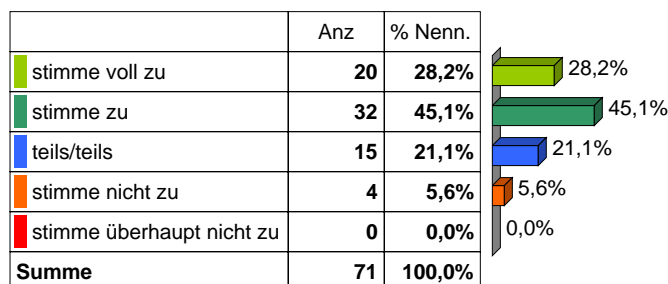 Anz % Nenn.
stimme voll zu 20 28,2% 28,2%
stimme zu 32 45,1% 45,1%
teils/teils 15 21,1% 21,1%
stimme nicht zu 4 5,6% 5,6%
stimme überhaupt nicht zu 0 0,0% 0,0%
Summe 71 100,0%